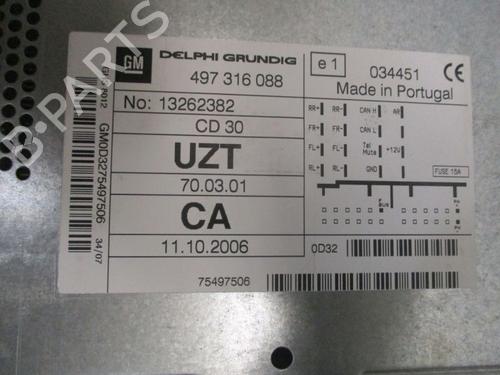 GM DELPHI GRUNDIG
497 316 088
No: 13262382
CD 30
UZT
70.03.01
CA
11.10.2006
75497506
e 1 034451 CE
Made in Portugal
RR+ RR- CAN H AR
FR+ FR- CAN L
FL+ FL- Tel Mute +12V
RL+ RL- GND
FUSE 15A
0D32
GM0D3275497506
34/07
B-PARTS